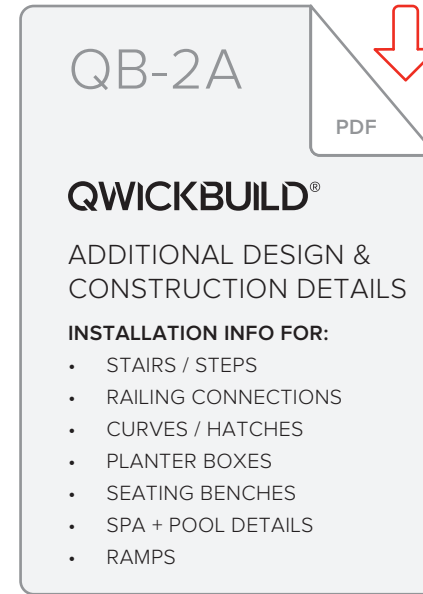 QB-2A
PDF
QWICKBUILD®
ADDITIONAL DESIGN &
CONSTRUCTION DETAILS
INSTALLATION INFO FOR:
• STAIRS / STEPS
• RAILING CONNECTIONS
• CURVES / HATCHES
• PLANTER BOXES
• SEATING BENCHES
• SPA + POOL DETAILS
• RAMPS